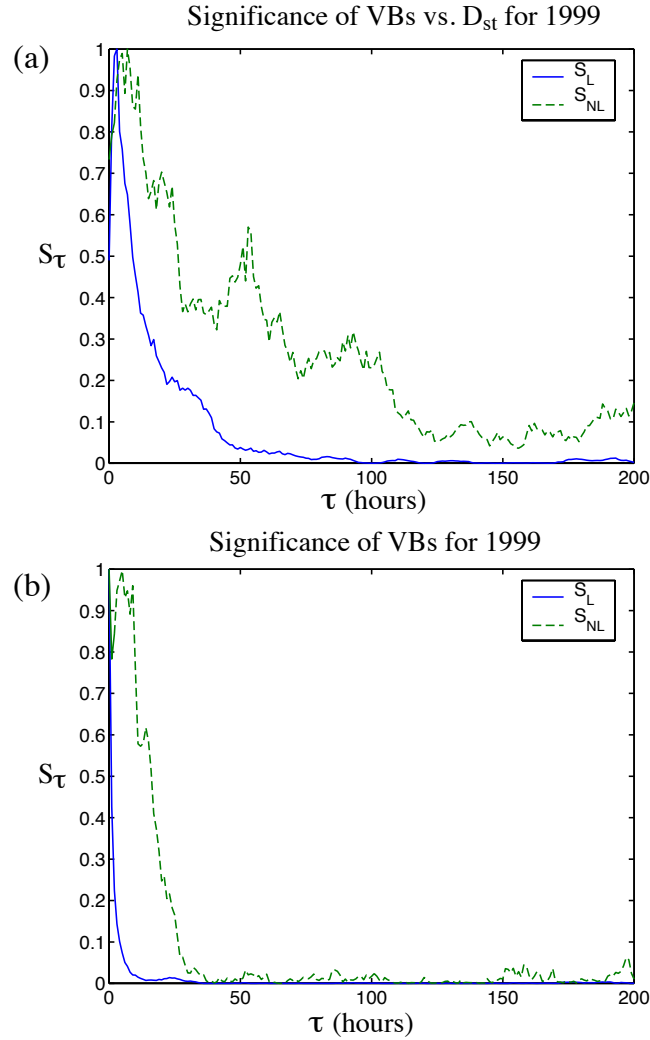 Significance of VBs vs. Dst for 1999
(a)
SL
SNL
Sτ
1
0.9
0.8
0.7
0.6
0.5
0.4
0.3
0.2
0.1
0
0 50 100 150 200
τ (hours)
Significance of VBs for 1999
(b)
SL
SNL
Sτ
1
0.9
0.8
0.7
0.6
0.5
0.4
0.3
0.2
0.1
0
0 50 100 150 200
τ (hours)